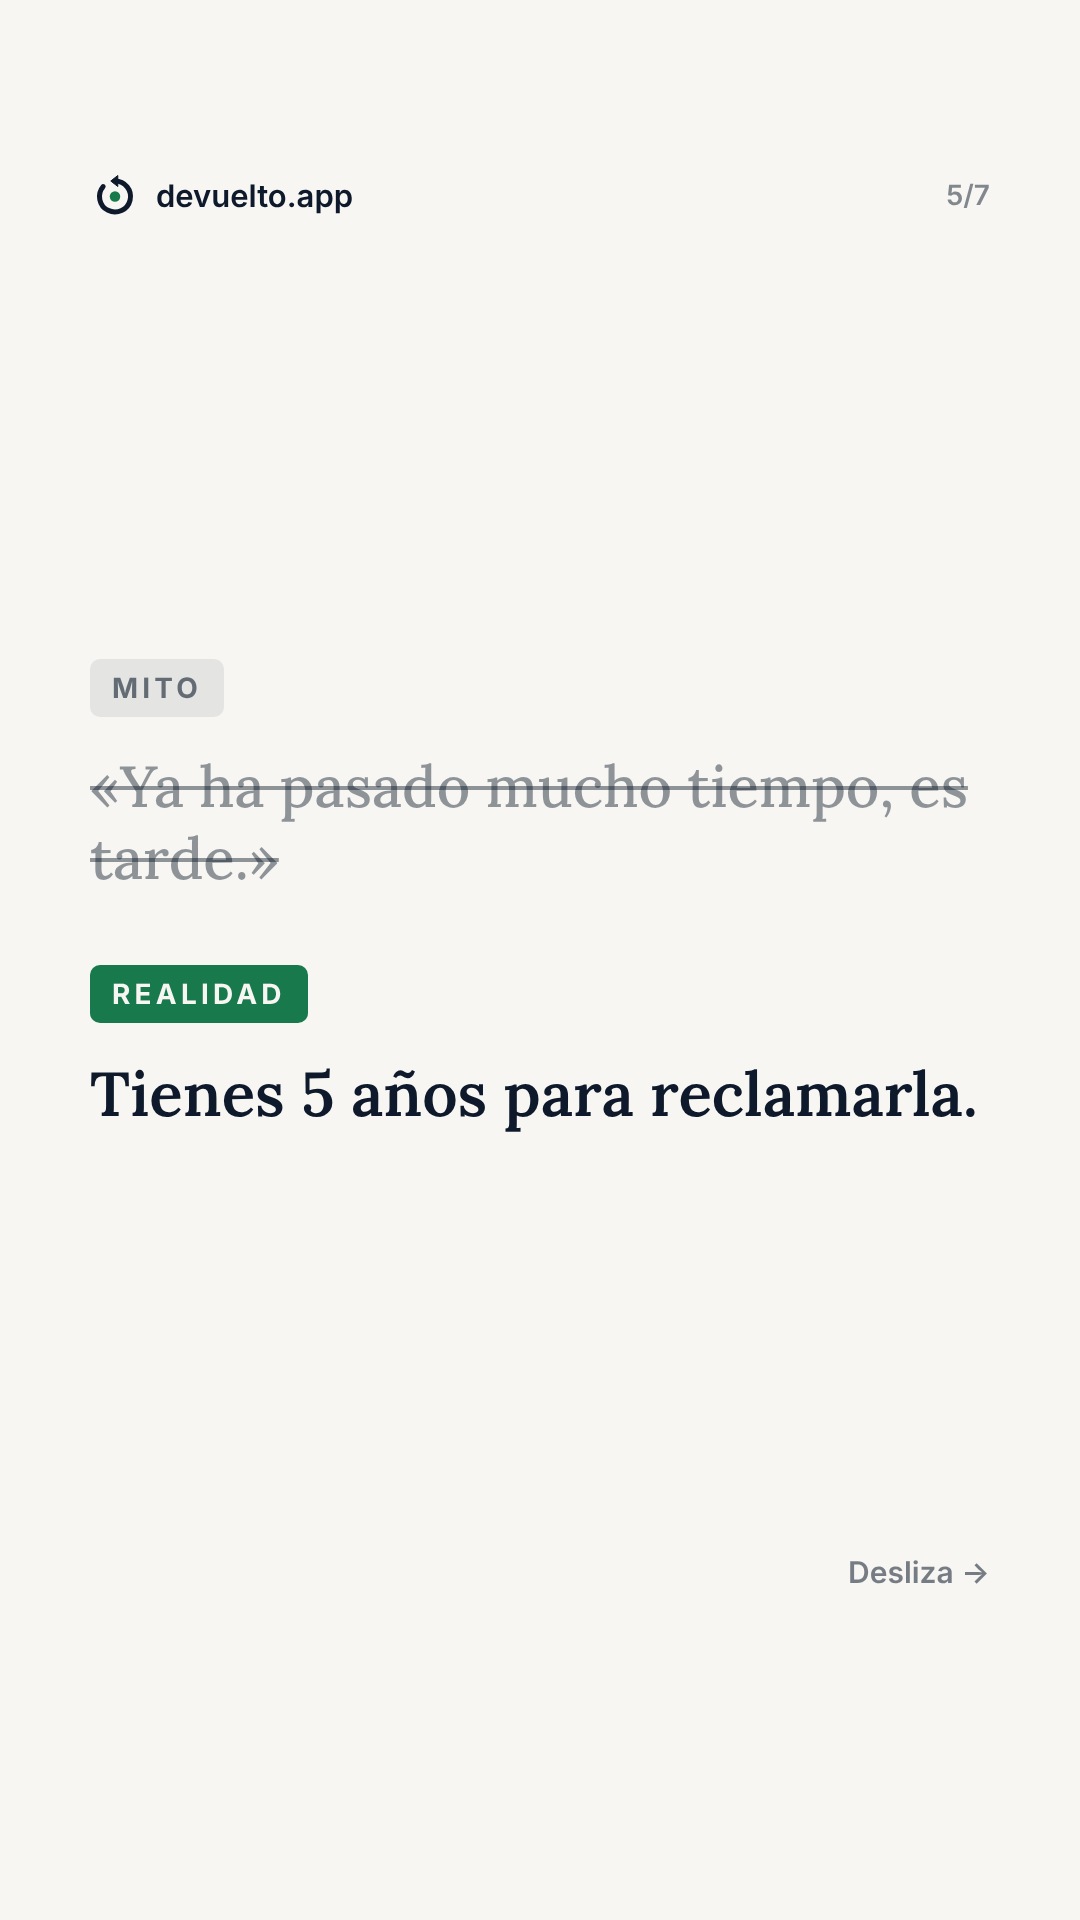 devuelto.app
5/7
MITO
«Ya ha pasado mucho tiempo, es
tarde.»
REALIDAD
Tienes 5 años para reclamarla.
Desliza →